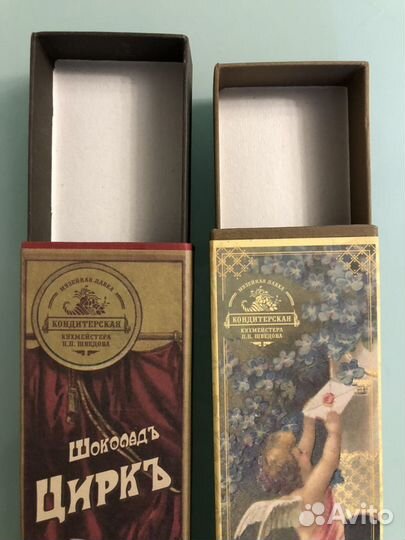 МУЗЕЙНАЯ ЛАВКА
КОНДИТЕРСКАЯ
КУХМЕЙСТЕРА
П.П. ШВЕДОВА
ШОКОЛАДЪ
ЦИРКЪ
МУЗЕЙНАЯ ЛАВКА
КОНДИТЕРСКАЯ
КУХМЕЙСТЕРА
П.П. ШВЕДОВА
Avito